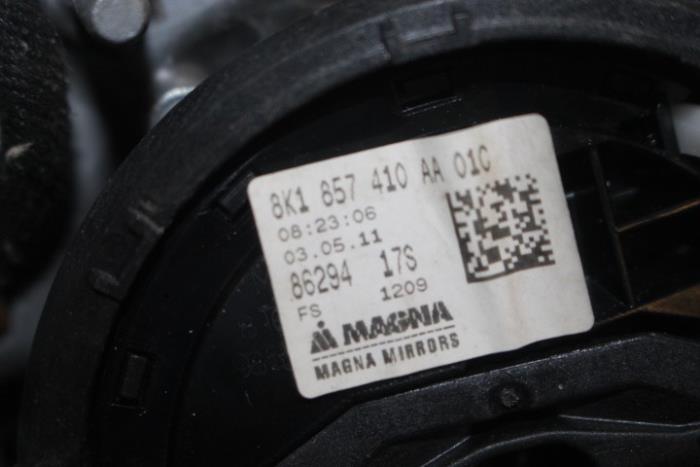 8K1 857 410 AA 01C
08:23:06
03.05.11
86294 17S
FS 1209
MAGNA
MAGNA MIRRORS